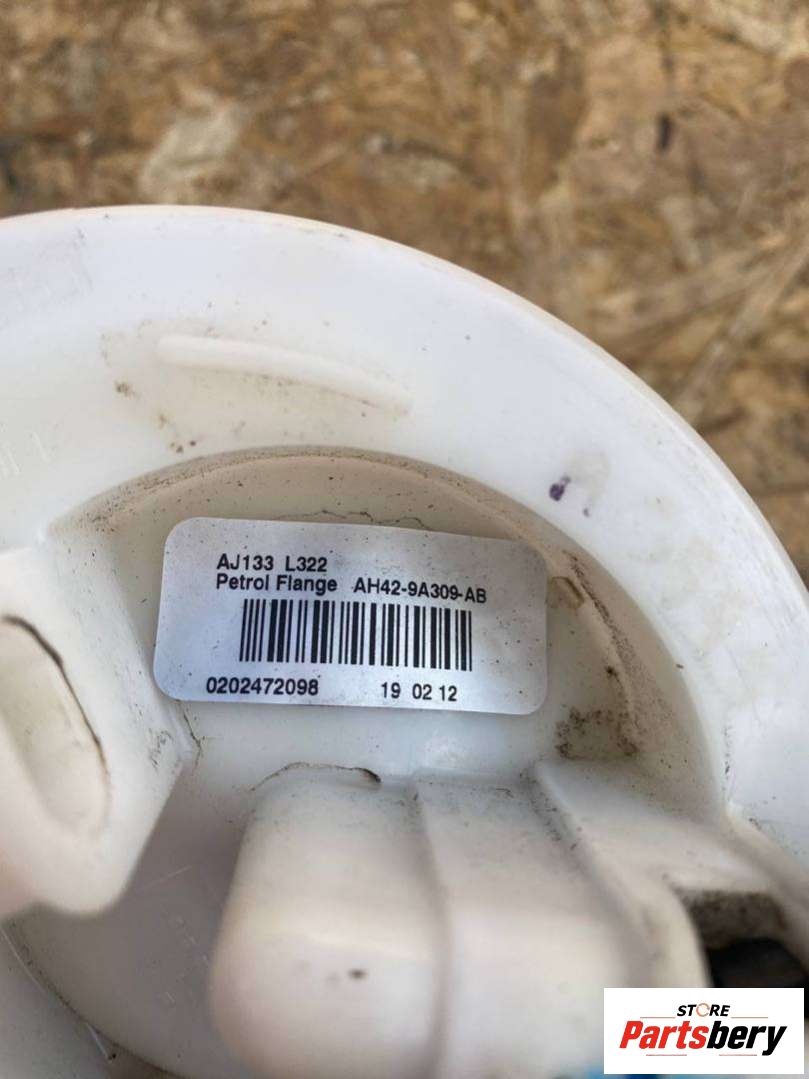 AJ133 L322
Petrol Flange AH42-9A309-AB
0202472098 19 02 12
STORE
Partsbery